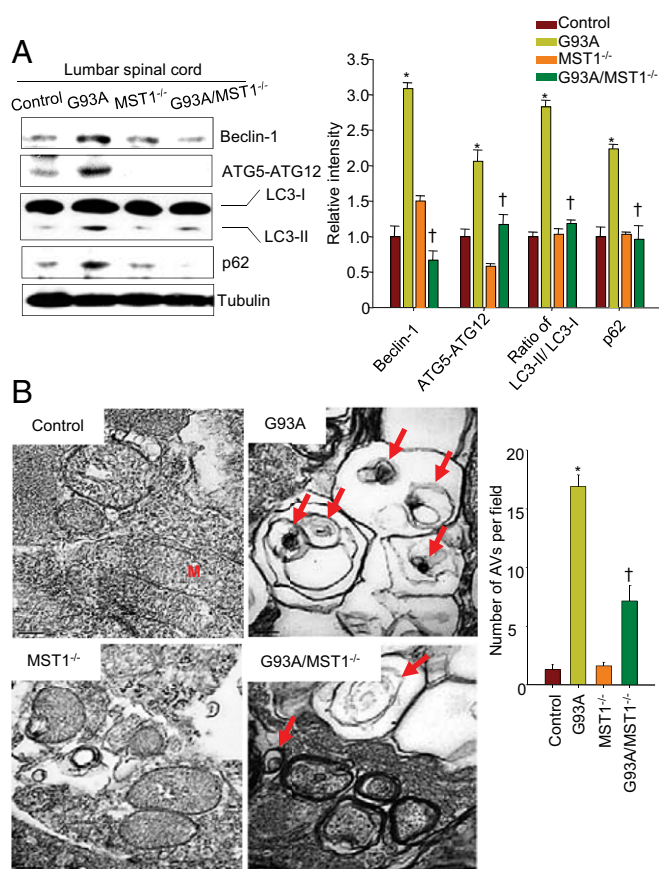 A
Lumbar spinal cord
Control G93A MST1-/- G93A/MST1-/-
Beclin-1
ATG5-ATG12
LC3-I
LC3-II
p62
Tubulin
Control
G93A
MST1-/-
G93A/MST1-/-
Relative intensity
3.5
3.0
2.5
2.0
1.5
1.0
0.5
0.0
*
*
*
*
†
†
†
†
Beclin-1
ATG5-ATG12
Ratio of
LC3-II/ LC3-I
p62
B
Control
G93A
M
MST1-/-
G93A/MST1-/-
Number of AVs per field
20
15
10
5
0
*
†
Control
G93A
MST1-/-
G93A/MST1-/-